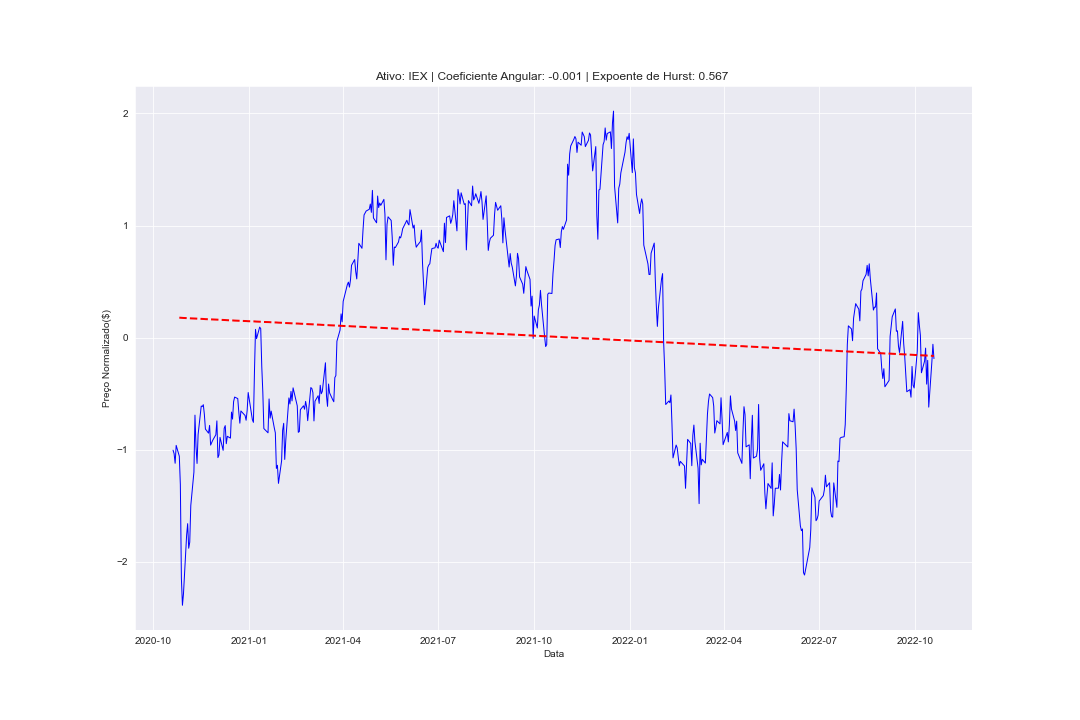 Ativo: IEX | Coeficiente Angular: -0.001 | Expoente de Hurst: 0.567
Preço Normalizado($)
2
1
0
−1
−2
2020-10 2021-01 2021-04 2021-07 2021-10 2022-01 2022-04 2022-07 2022-10
Data